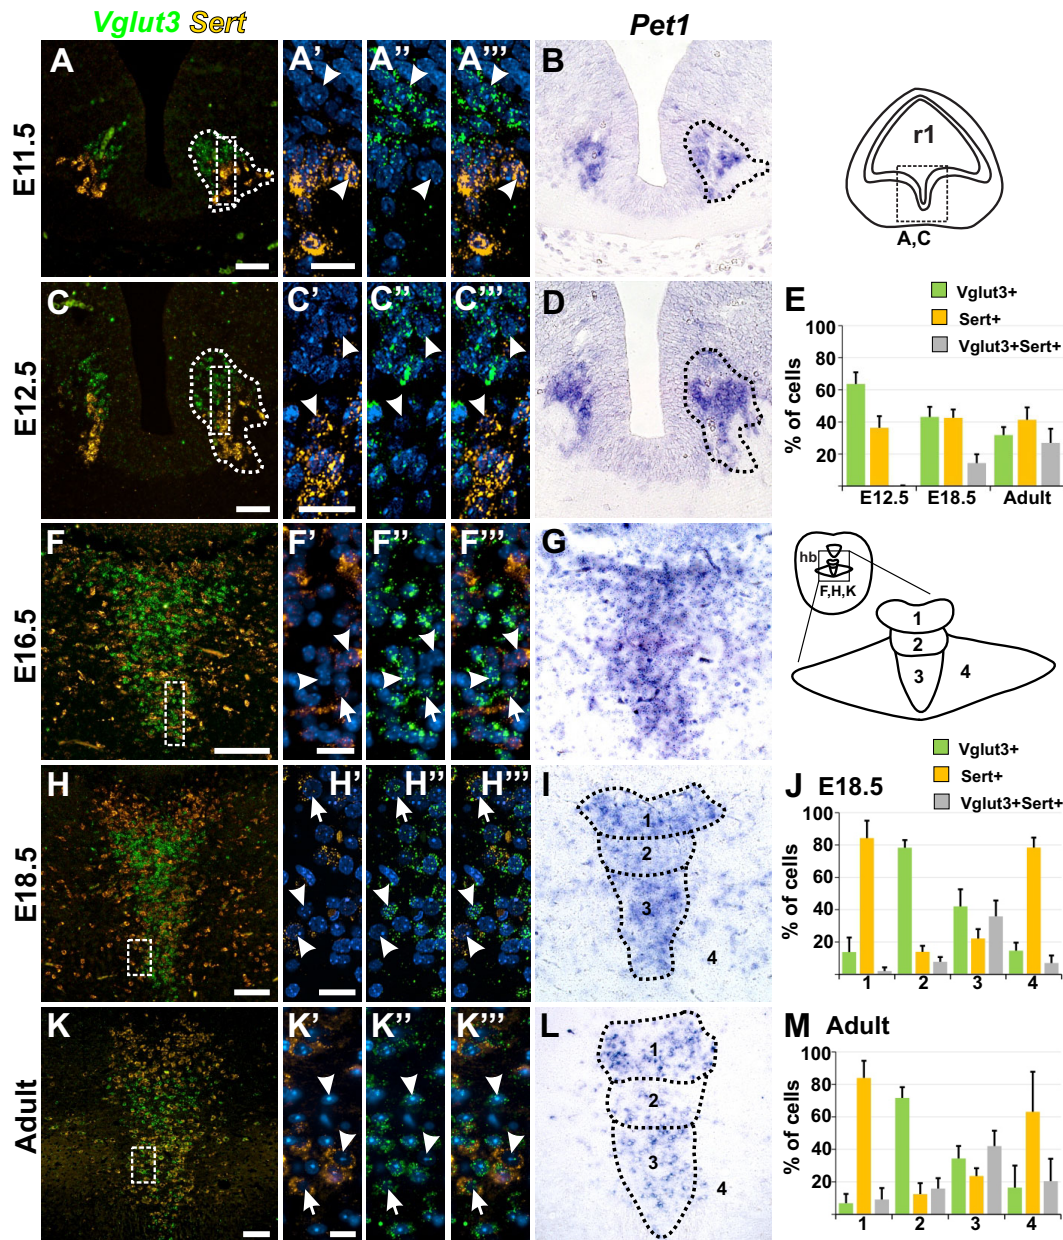 Vglut3 Sert
Pet1
E11.5
A
A'
A''
A'''
B
r1
A,C
E12.5
C
C'
C''
C'''
D
E
Vglut3+
Sert+
Vglut3+Sert+
% of cells
100
80
60
40
20
E12.5 E18.5 Adult
E16.5
F
F'
F''
F'''
G
hb
F,H,K
1
2
3
4
E18.5
H
H'
H''
H'''
I
1
2
3
4
J E18.5
Vglut3+
Sert+
Vglut3+Sert+
% of cells
100
80
60
40
20
1 2 3 4
Adult
K
K'
K''
K'''
L
1
2
3
4
M Adult
% of cells
100
80
60
40
20
1 2 3 4